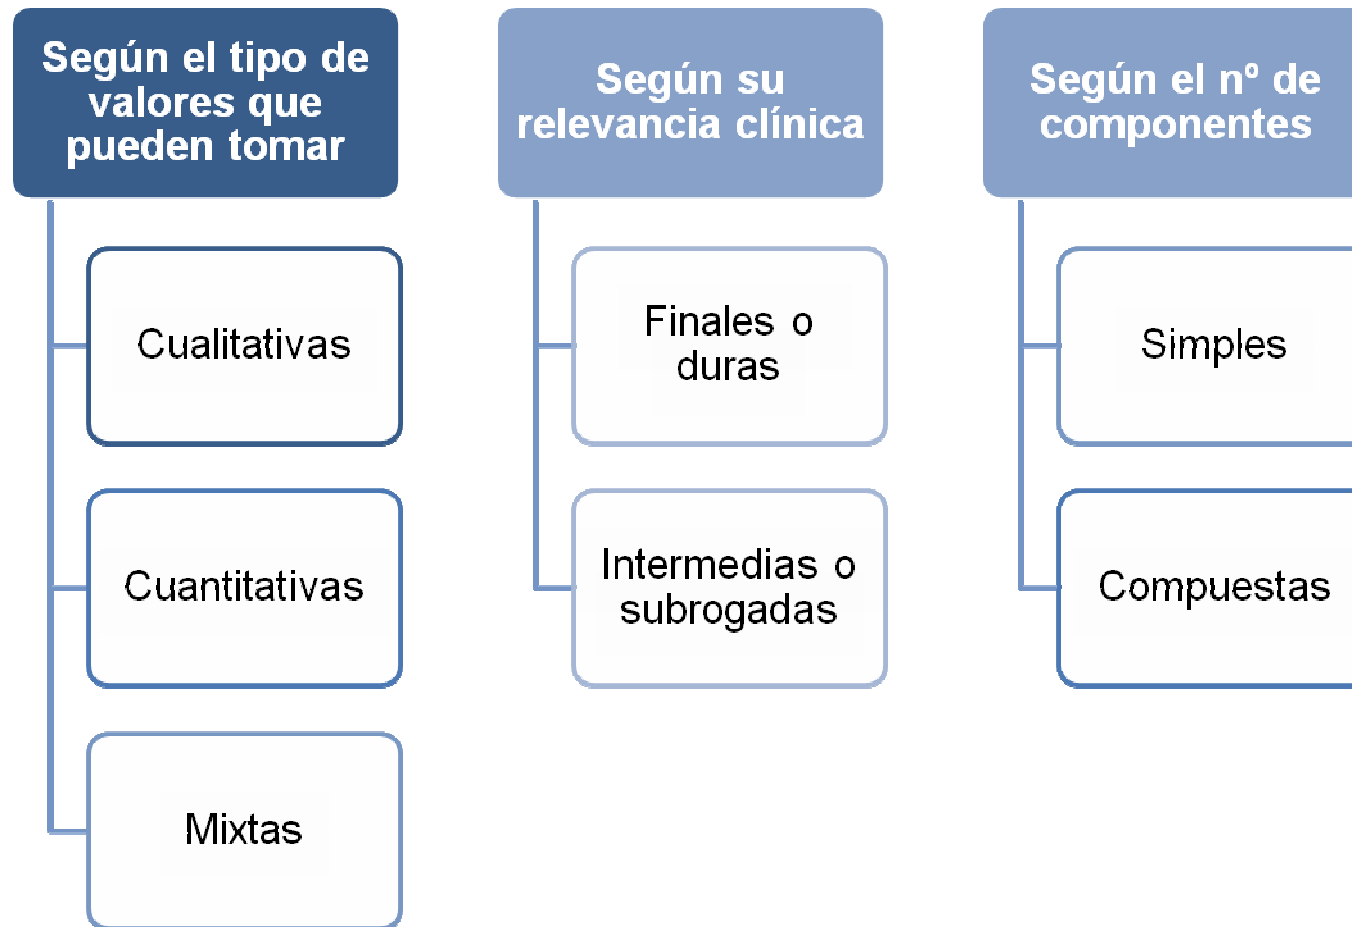 Según el tipo de
valores que
pueden tomar
Cualitativas
Cuantitativas
Mixtas
Según su
relevancia clínica
Finales o
duras
Intermedias o
subrogadas
Según el nº de
componentes
Simples
Compuestas